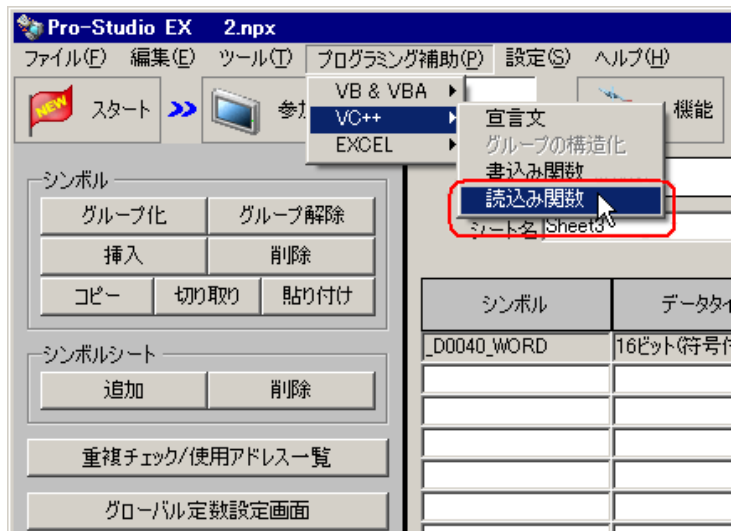 Pro-Studio EX 2.npx
ファイル(F) 編集(E) ツール(T) プログラミング補助(P) 設定(S) ヘルプ(H)
NEW スタート 機能
VB & VBA
VC++
EXCEL
宣言文
グループの構造化
書込み関数
読込み関数
シート名 Sheet3
シンボル
グループ化 グループ解除
挿入 削除
コピー 切り取り 貼り付け
シンボルシート
追加 削除
重複チェック/使用アドレス一覧
グローバル定数設定画面
シンボル データタイ
_D0040_WORD 16ビット(符号付